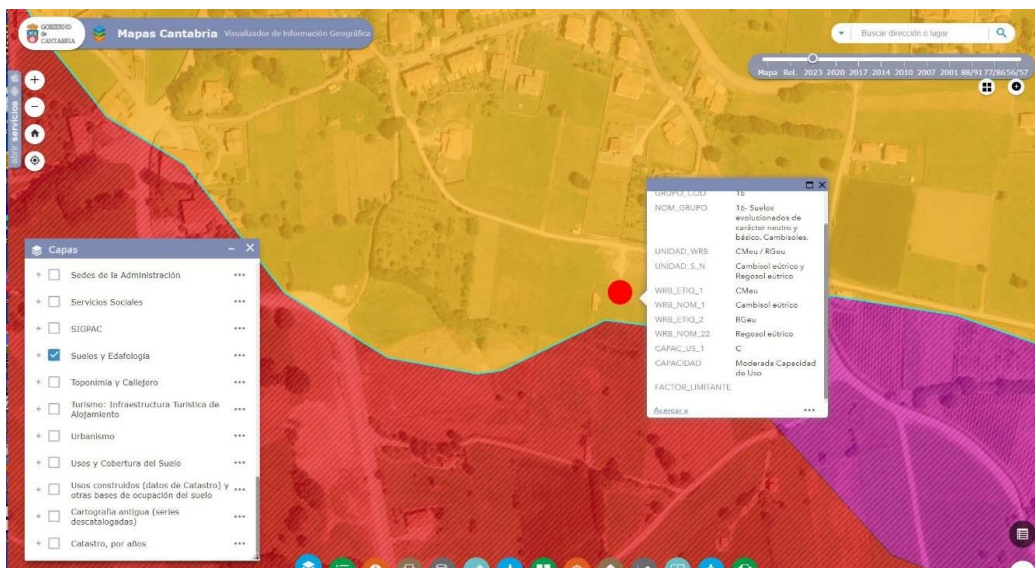 GOBIERNO
de
CANTABRIA
Mapas Cantabria Visualizador de Información Geográfica
Buscar dirección o lugar
Mapa Rel. 2023 2020 2017 2014 2010 2007 2001 88/91 77/86 56/57
servicios
Capas
Sedes de la Administración
Servicios Sociales
SIGPAC
Suelos y Edafología
Toponimia y Callejero
Turismo: Infraestructura Turística de
Alojamiento
Urbanismo
Usos y Cobertura del Suelo
Usos construidos (datos de Catastro) y
otras bases de ocupación del suelo
Cartografía antigua (series
descatalogadas)
Catastro, por años
GRUPO_COD 16
NOM_GRUPO 16- Suelos
evolucionados de
carácter neutro y
básico. Cambisoles.
UNIDAD_WRB CMeu / RGeu
UNIDAD_S_N Cambisol eútrico y
Regosol eútrico
WRB_ETIQ_1 CMeu
WRB_NOM_1 Cambisol eútrico
WRB_ETIQ_2 RGeu
WRB_NOM_22 Regosol eútrico
CAPAC_US_1 C
CAPACIDAD Moderada Capacidad
de Uso
FACTOR_LIMITANTE
Acercar a